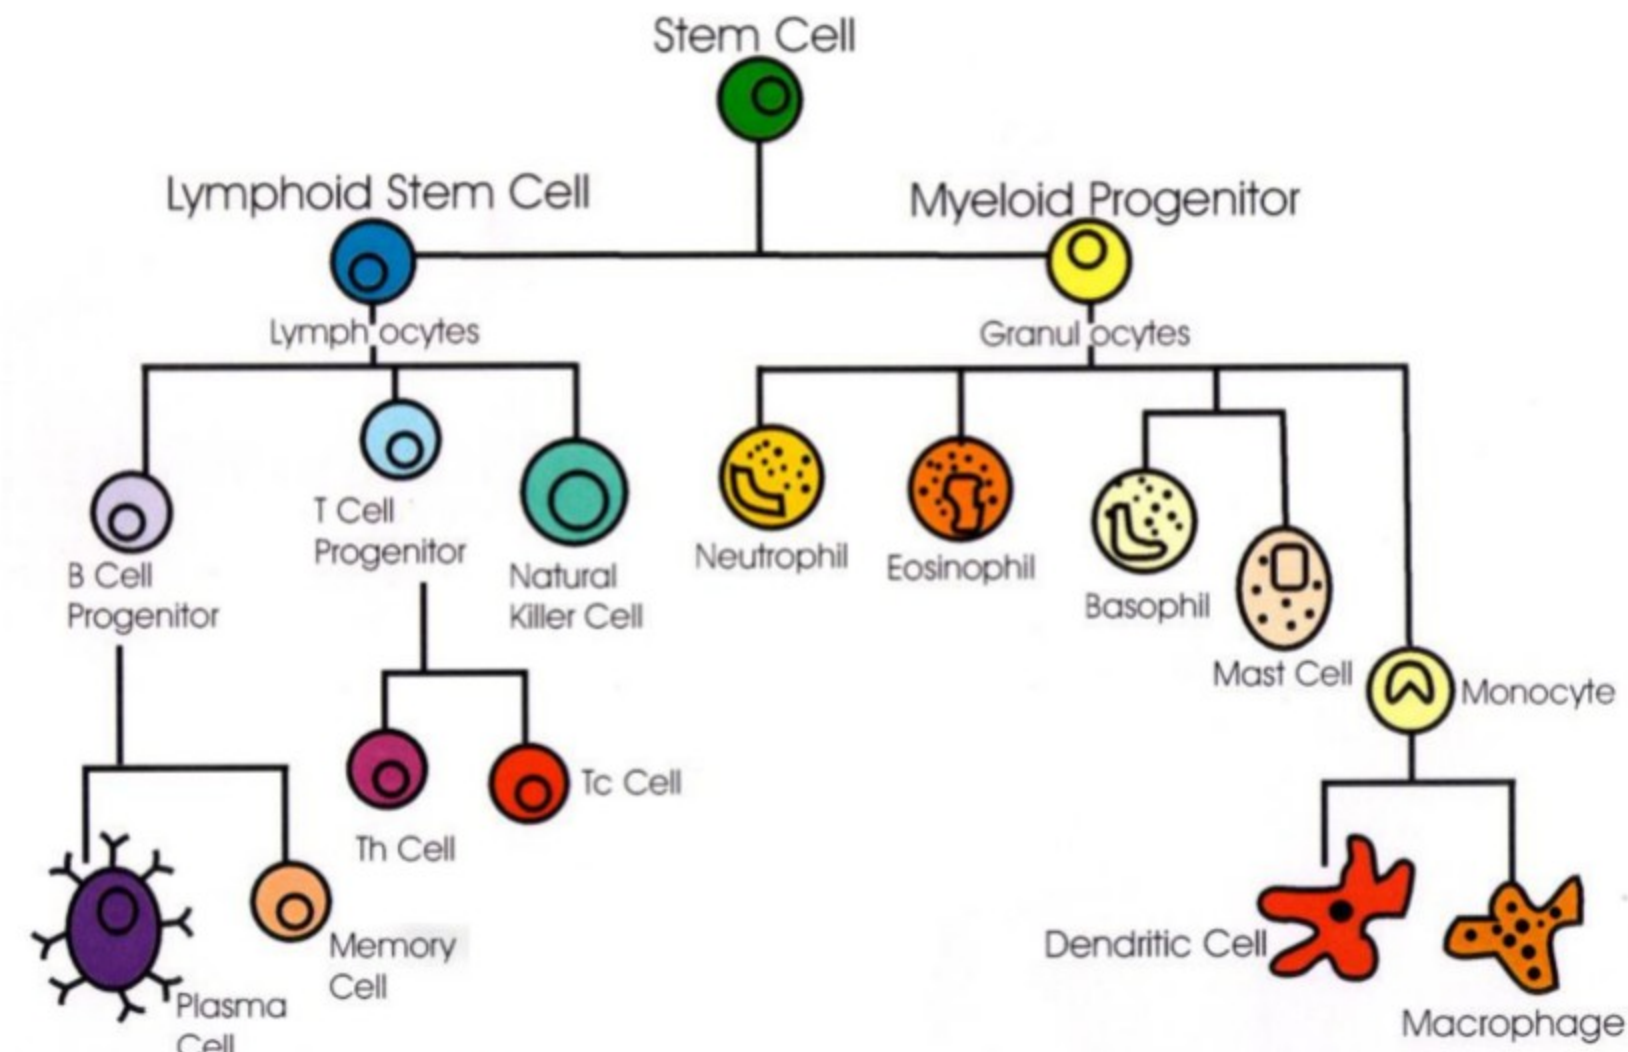 Stem Cell
Lymphoid Stem Cell
Myeloid Progenitor
Lymph ocytes
Granul ocytes
B Cell
Progenitor
T Cell
Progenitor
Natural
Killer Cell
Neutrophil
Eosinophil
Basophil
Mast Cell
Monocyte
Th Cell
Tc Cell
Plasma
Cell
Memory
Cell
Dendritic Cell
Macrophage